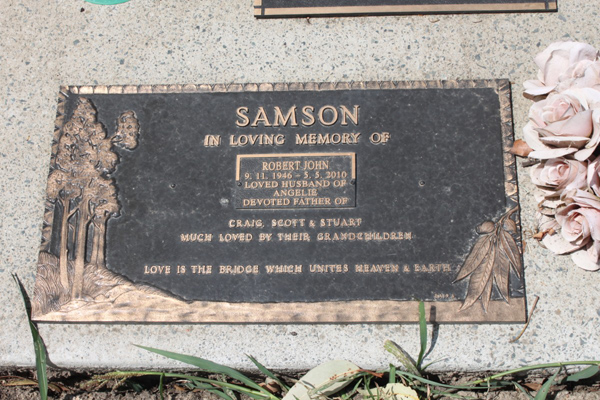 SAMSON
IN LOVING MEMORY OF
ROBERT JOHN
9. 11. 1946 - 5. 5. 2010
LOVED HUSBAND OF
ANGELIE
DEVOTED FATHER OF
CRAIG, SCOTT & STUART
MUCH LOVED BY THEIR GRANDCHILDREN
LOVE IS THE BRIDGE WHICH UNITES HEAVEN & EARTH